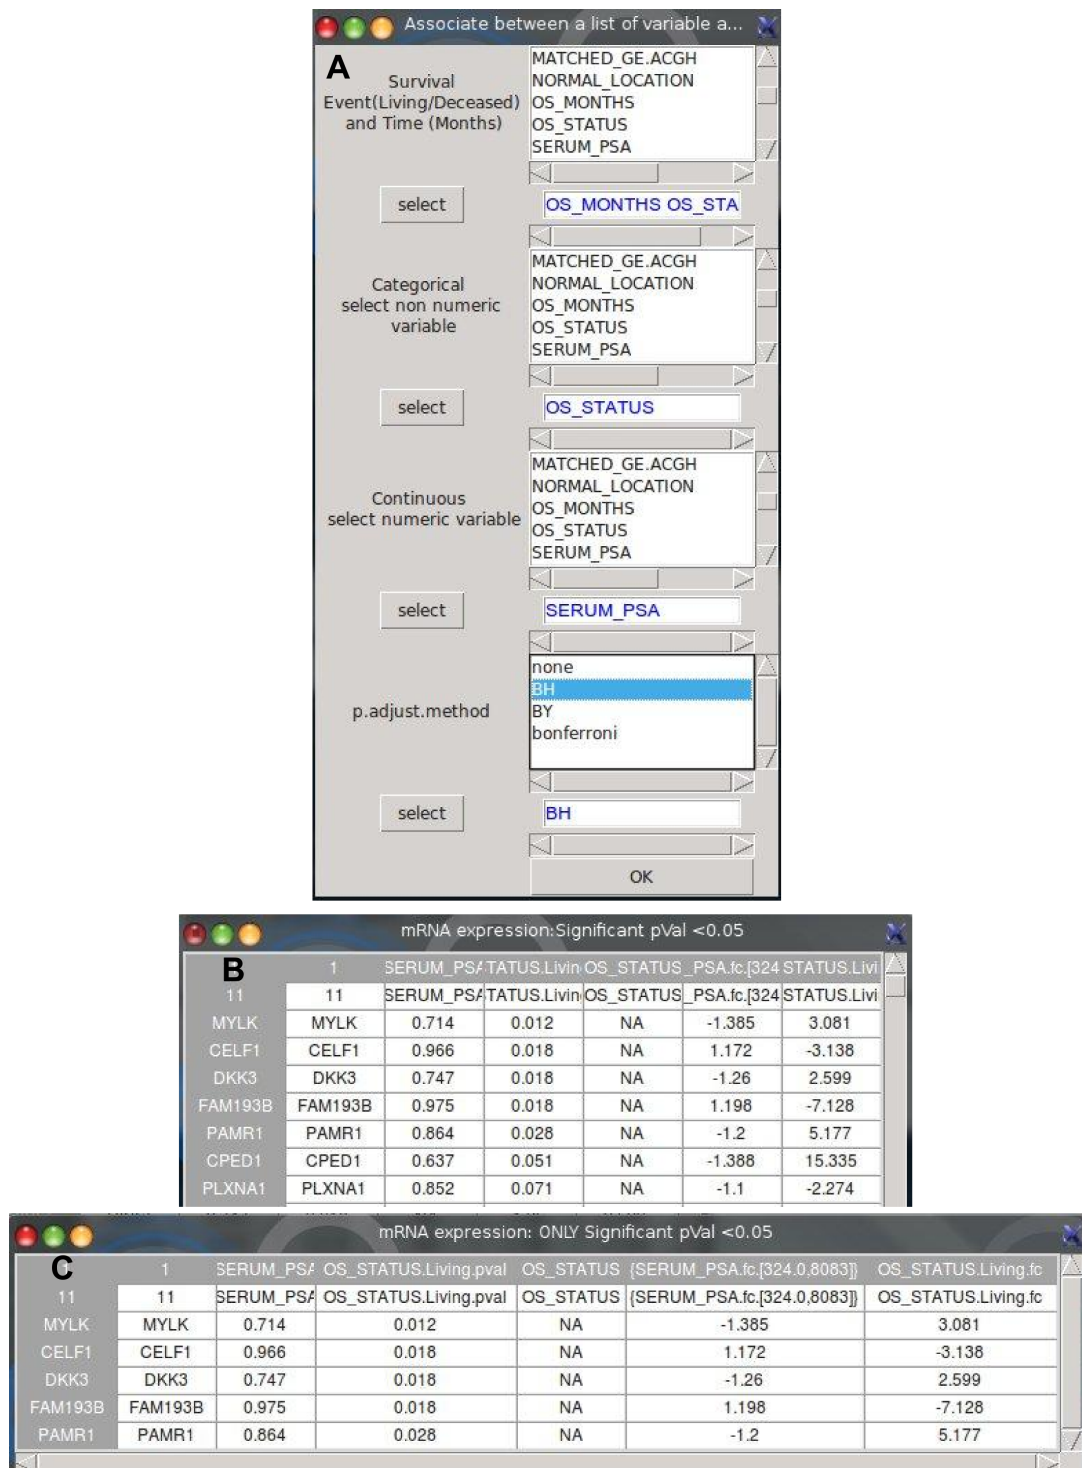 Associate between a list of variable a...
A
Survival
Event(Living/Deceased)
and Time (Months)
MATCHED_GE.ACGH
NORMAL_LOCATION
OS_MONTHS
OS_STATUS
SERUM_PSA
select
OS_MONTHS OS_STA
Categorical
select non numeric
variable
MATCHED_GE.ACGH
NORMAL_LOCATION
OS_MONTHS
OS_STATUS
SERUM_PSA
select
OS_STATUS
Continuous
select numeric variable
MATCHED_GE.ACGH
NORMAL_LOCATION
OS_MONTHS
OS_STATUS
SERUM_PSA
select
SERUM_PSA
p.adjust.method
none
BH
BY
bonferroni
select
BH
OK
mRNA expression:Significant pVal <0.05
B
1 SERUM_PSA TATUS.Livin OS_STATUS _PSA.fc.[324 STATUS.Livi
11 11 SERUM_PSA TATUS.Livin OS_STATUS _PSA.fc.[324 STATUS.Livi
MYLK MYLK 0.714 0.012 NA -1.385 3.081
CELF1 CELF1 0.966 0.018 NA 1.172 -3.138
DKK3 DKK3 0.747 0.018 NA -1.26 2.599
FAM193B FAM193B 0.975 0.018 NA 1.198 -7.128
PAMR1 PAMR1 0.864 0.028 NA -1.2 5.177
CPED1 CPED1 0.637 0.051 NA -1.388 15.335
PLXNA1 PLXNA1 0.852 0.071 NA -1.1 -2.274
mRNA expression: ONLY Significant pVal <0.05
C
1 SERUM_PSA OS_STATUS.Living.pval OS_STATUS {SERUM_PSA.fc.[324.0,8083]} OS_STATUS.Living.fc
11 11 SERUM_PSA OS_STATUS.Living.pval OS_STATUS {SERUM_PSA.fc.[324.0,8083]} OS_STATUS.Living.fc
MYLK MYLK 0.714 0.012 NA -1.385 3.081
CELF1 CELF1 0.966 0.018 NA 1.172 -3.138
DKK3 DKK3 0.747 0.018 NA -1.26 2.599
FAM193B FAM193B 0.975 0.018 NA 1.198 -7.128
PAMR1 PAMR1 0.864 0.028 NA -1.2 5.177